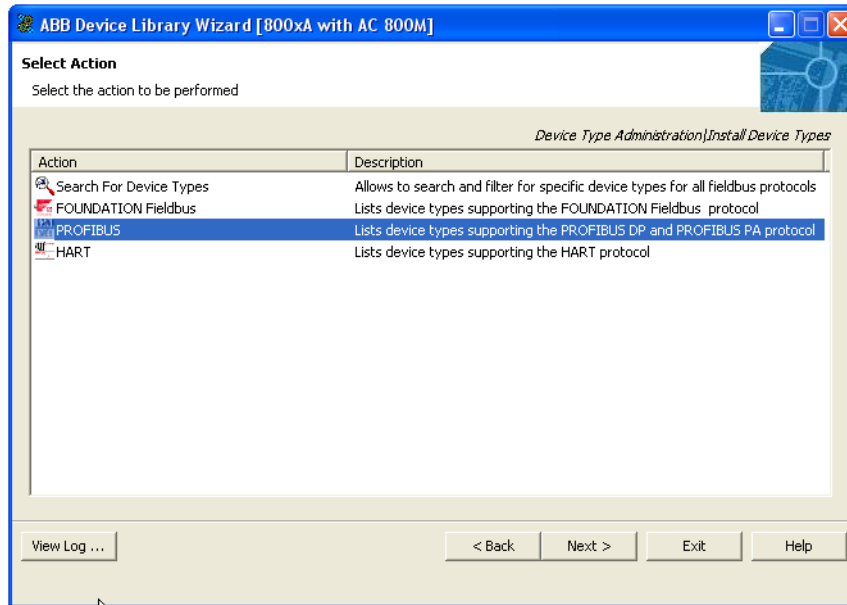 ABB Device Library Wizard [800xA with AC 800M]
Select Action
Select the action to be performed
Device Type Administration|Install Device Types
Action Description
Search For Device Types Allows to search and filter for specific device types for all fieldbus protocols
FOUNDATION Fieldbus Lists device types supporting the FOUNDATION Fieldbus protocol
PROFIBUS Lists device types supporting the PROFIBUS DP and PROFIBUS PA protocol
HART Lists device types supporting the HART protocol
View Log ... < Back Next > Exit Help